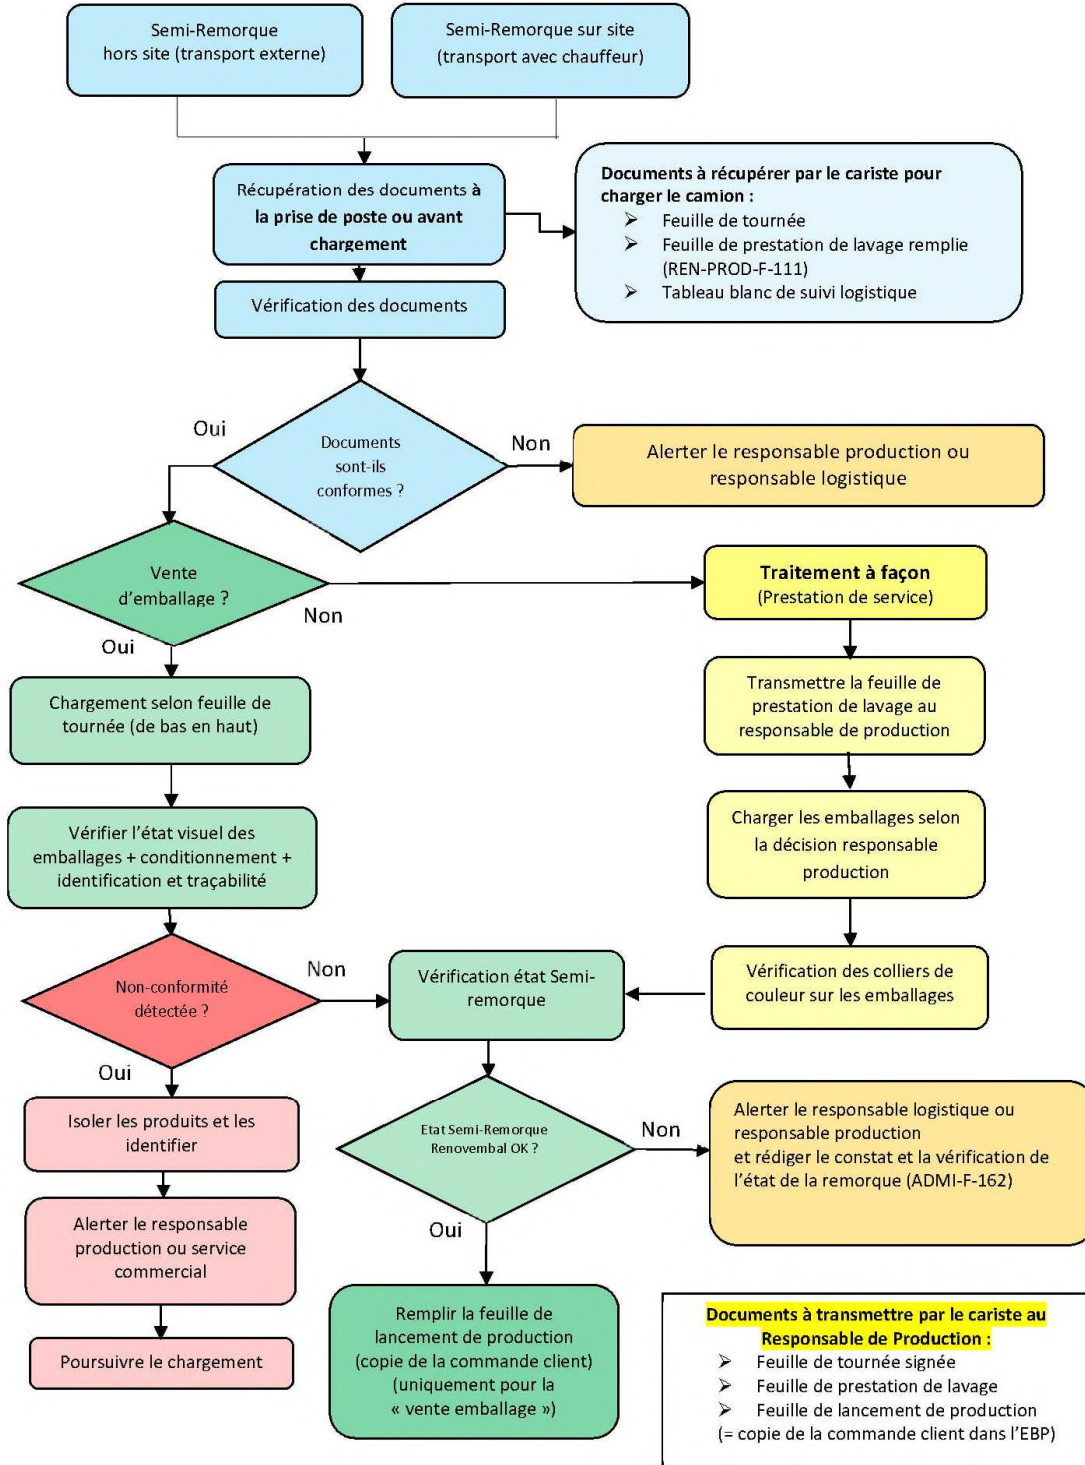 Semi-Remorque
hors site (transport externe)
Semi-Remorque sur site
(transport avec chauffeur)
Récupération des documents à
la prise de poste ou avant
chargement
Documents à récupérer par le cariste pour
charger le camion :
➢ Feuille de tournée
➢ Feuille de prestation de lavage remplie
(REN-PROD-F-111)
➢ Tableau blanc de suivi logistique
Vérification des documents
Oui
Documents
sont-ils
conformes ?
Non
Alerter le responsable production ou
responsable logistique
Vente
d'emballage ?
Non
Oui
Traitement à façon
(Prestation de service)
Chargement selon feuille de
tournée (de bas en haut)
Transmettre la feuille de
prestation de lavage au
responsable de production
Vérifier l'état visuel des
emballages + conditionnement +
identification et traçabilité
Charger les emballages selon
la décision responsable
production
Non-conformité
détectée ?
Non
Oui
Vérification état Semi-
remorque
Vérification des colliers de
couleur sur les emballages
Isoler les produits et les
identifier
Etat Semi-Remorque
Renovembal OK ?
Non
Oui
Alerter le responsable logistique ou
responsable production
et rédiger le constat et la vérification de
l'état de la remorque (ADMI-F-162)
Alerter le responsable
production ou service
commercial
Poursuivre le chargement
Remplir la feuille de
lancement de production
(copie de la commande client)
(uniquement pour la
« vente emballage »)
Documents à transmettre par le cariste au
Responsable de Production :
➢ Feuille de tournée signée
➢ Feuille de prestation de lavage
➢ Feuille de lancement de production
(= copie de la commande client dans l'EBP)